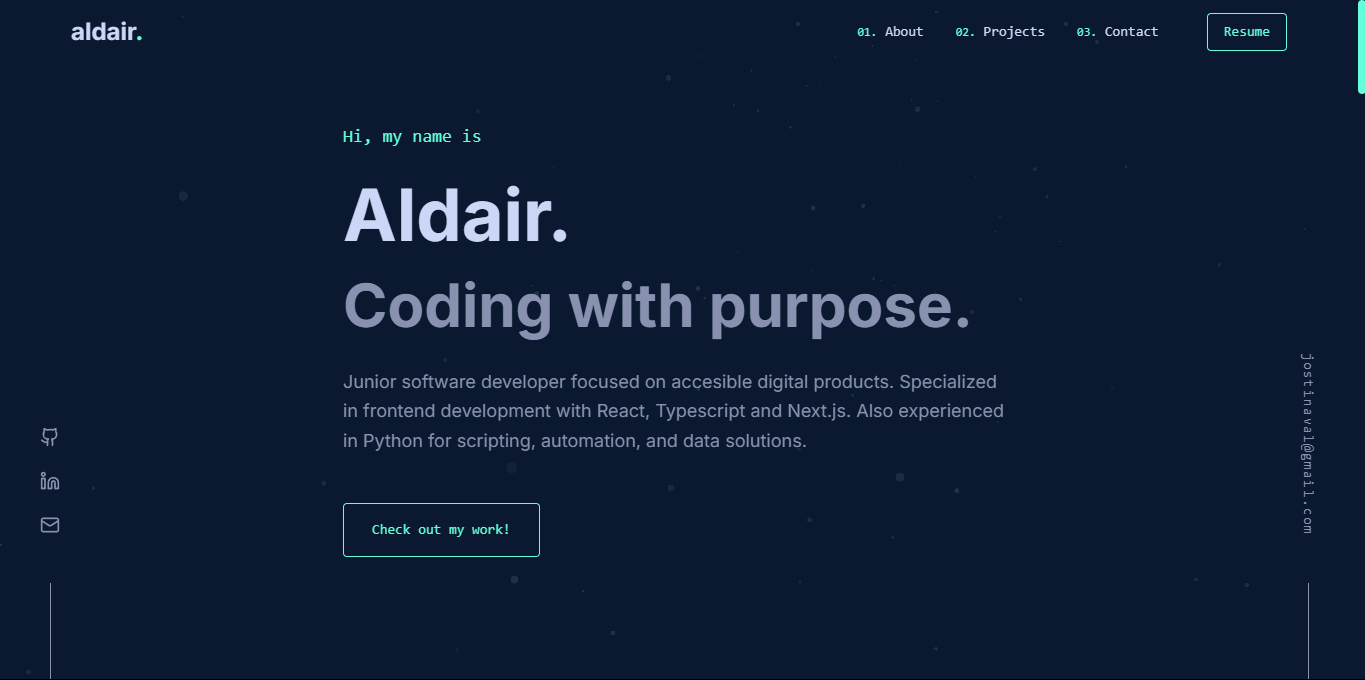 aldair.
01. About
02. Projects
03. Contact
Resume
Hi, my name is
Aldair.
Coding with purpose.
Junior software developer focused on accesible digital products. Specialized
in frontend development with React, Typescript and Next.js. Also experienced
in Python for scripting, automation, and data solutions.
Check out my work!
jostinaval@gmail.com